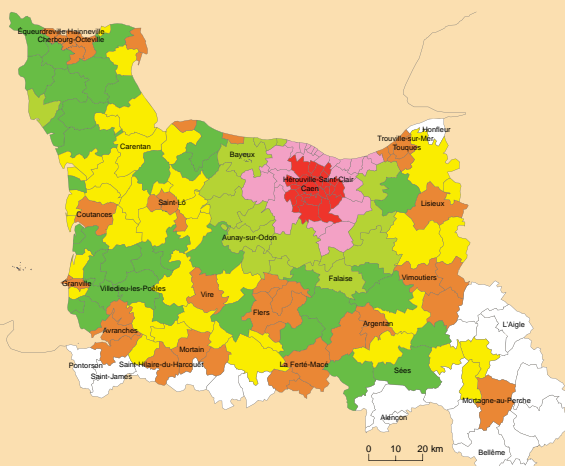 Équeurdreville-Hainneville
Cherbourg-Octeville
Honfleur
Trouville-sur-Mer
Touques
Carentan
Bayeux
Hérouville-Saint-Clair
Caen
Saint-Lô
Lisieux
Coutances
Aunay-sur-Odon
Falaise
Vimoutiers
Granville
Villedieu-les-Poêles
Vire
Flers
Argentan
L'Aigle
Avranches
Mortain
Pontorson
Saint-Hilaire-du-Harcouët
La Ferté-Macé
Sées
Saint-James
Mortagne-au-Perche
Alençon
0 10 20 km
Bellême